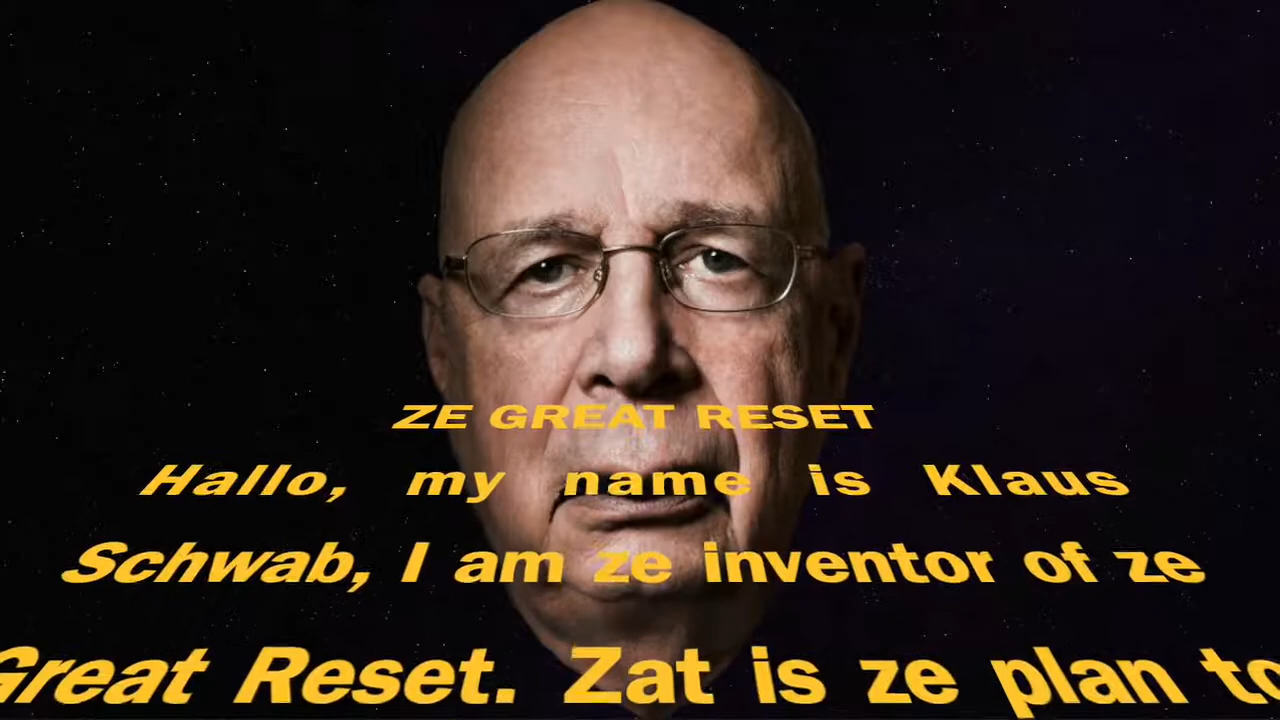 ZE GREAT RESET
Hallo, my name is Klaus
Schwab, I am ze inventor of ze
Great Reset. Zat is ze plan to